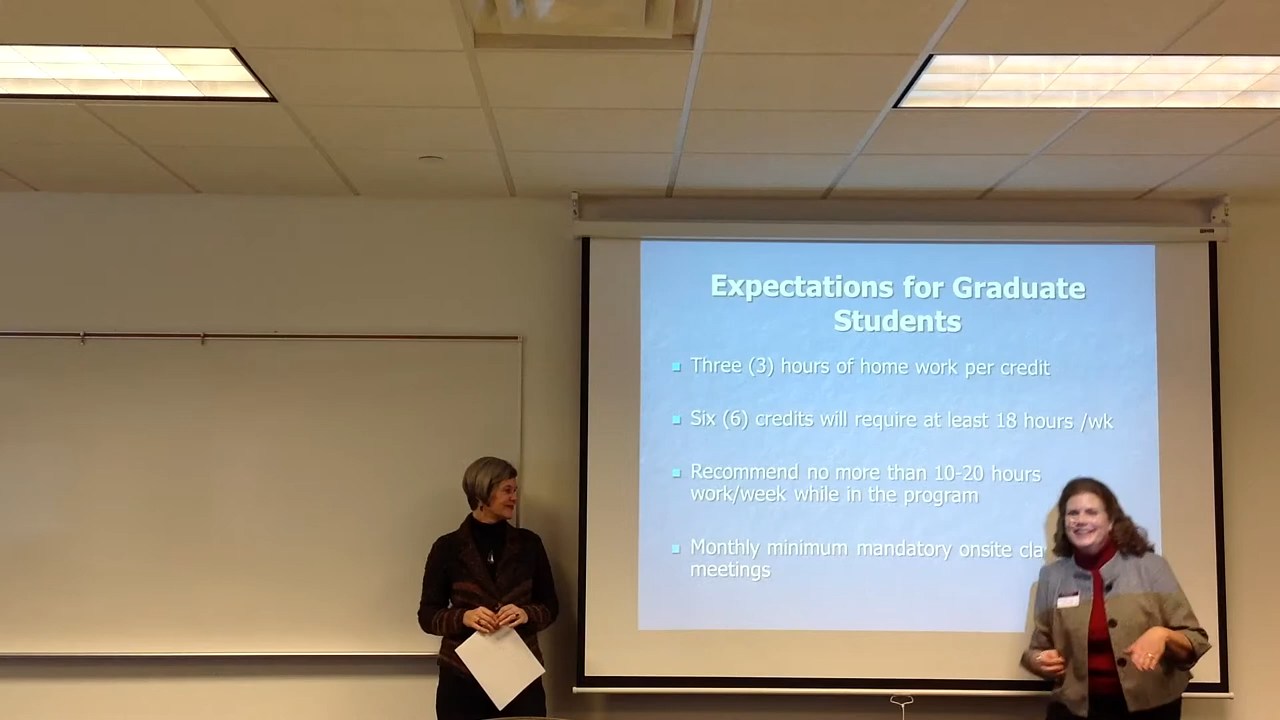 Expectations for Graduate
Students
Three (3) hours of home work per credit
Six (6) credits will require at least 18 hours /wk
Recommend no more than 10-20 hours
work/week while in the program
Monthly minimum mandatory onsite cla
meetings